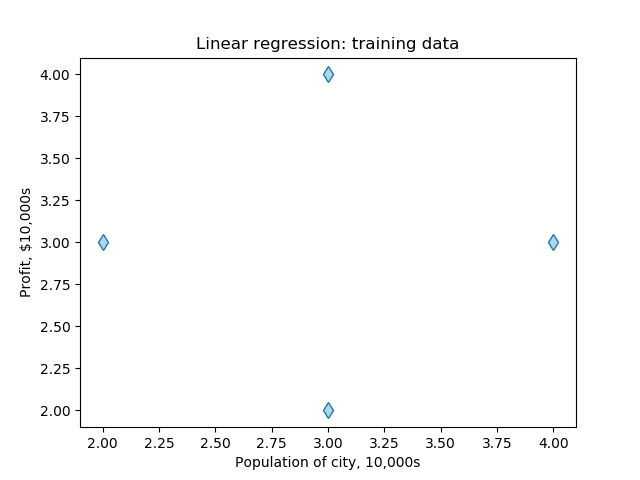 Linear regression: training data
4.00
3.75
3.50
3.25
3.00
2.75
2.50
2.25
2.00
Profit, $10,000s
2.00 2.25 2.50 2.75 3.00 3.25 3.50 3.75 4.00
Population of city, 10,000s